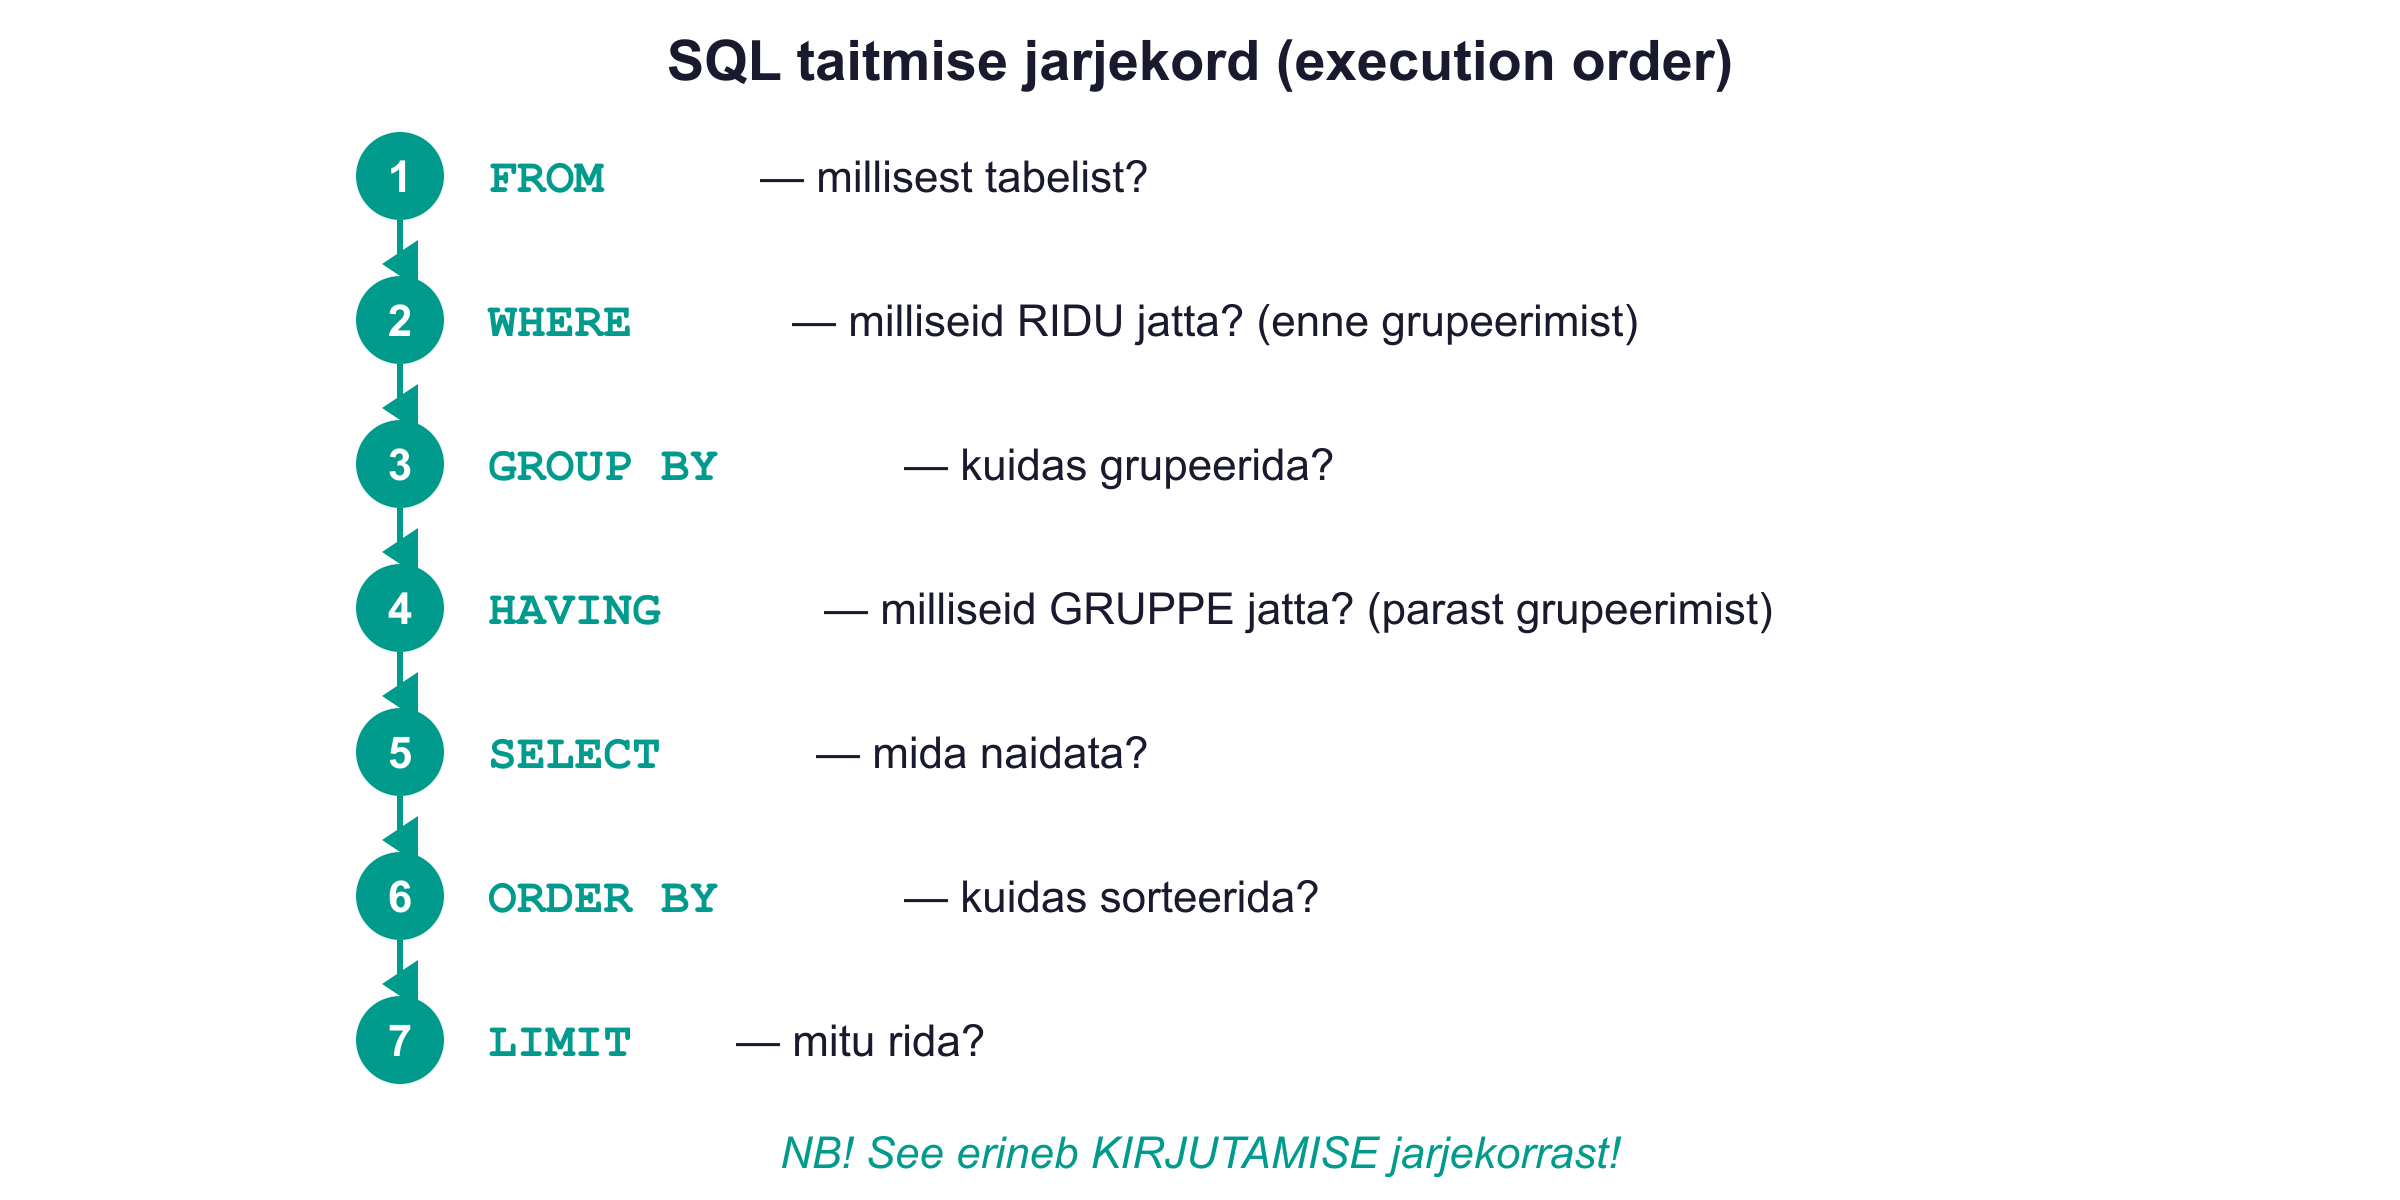 SQL taitmise jarjekord (execution order)
1 FROM — millisest tabelist?
2 WHERE — milliseid RIDU jatta? (enne grupeerimist)
3 GROUP BY — kuidas grupeerida?
4 HAVING — milliseid GRUPPE jatta? (parast grupeerimist)
5 SELECT — mida naidata?
6 ORDER BY — kuidas sorteerida?
7 LIMIT — mitu rida?
NB! See erineb KIRJUTAMISE jarjekorrast!